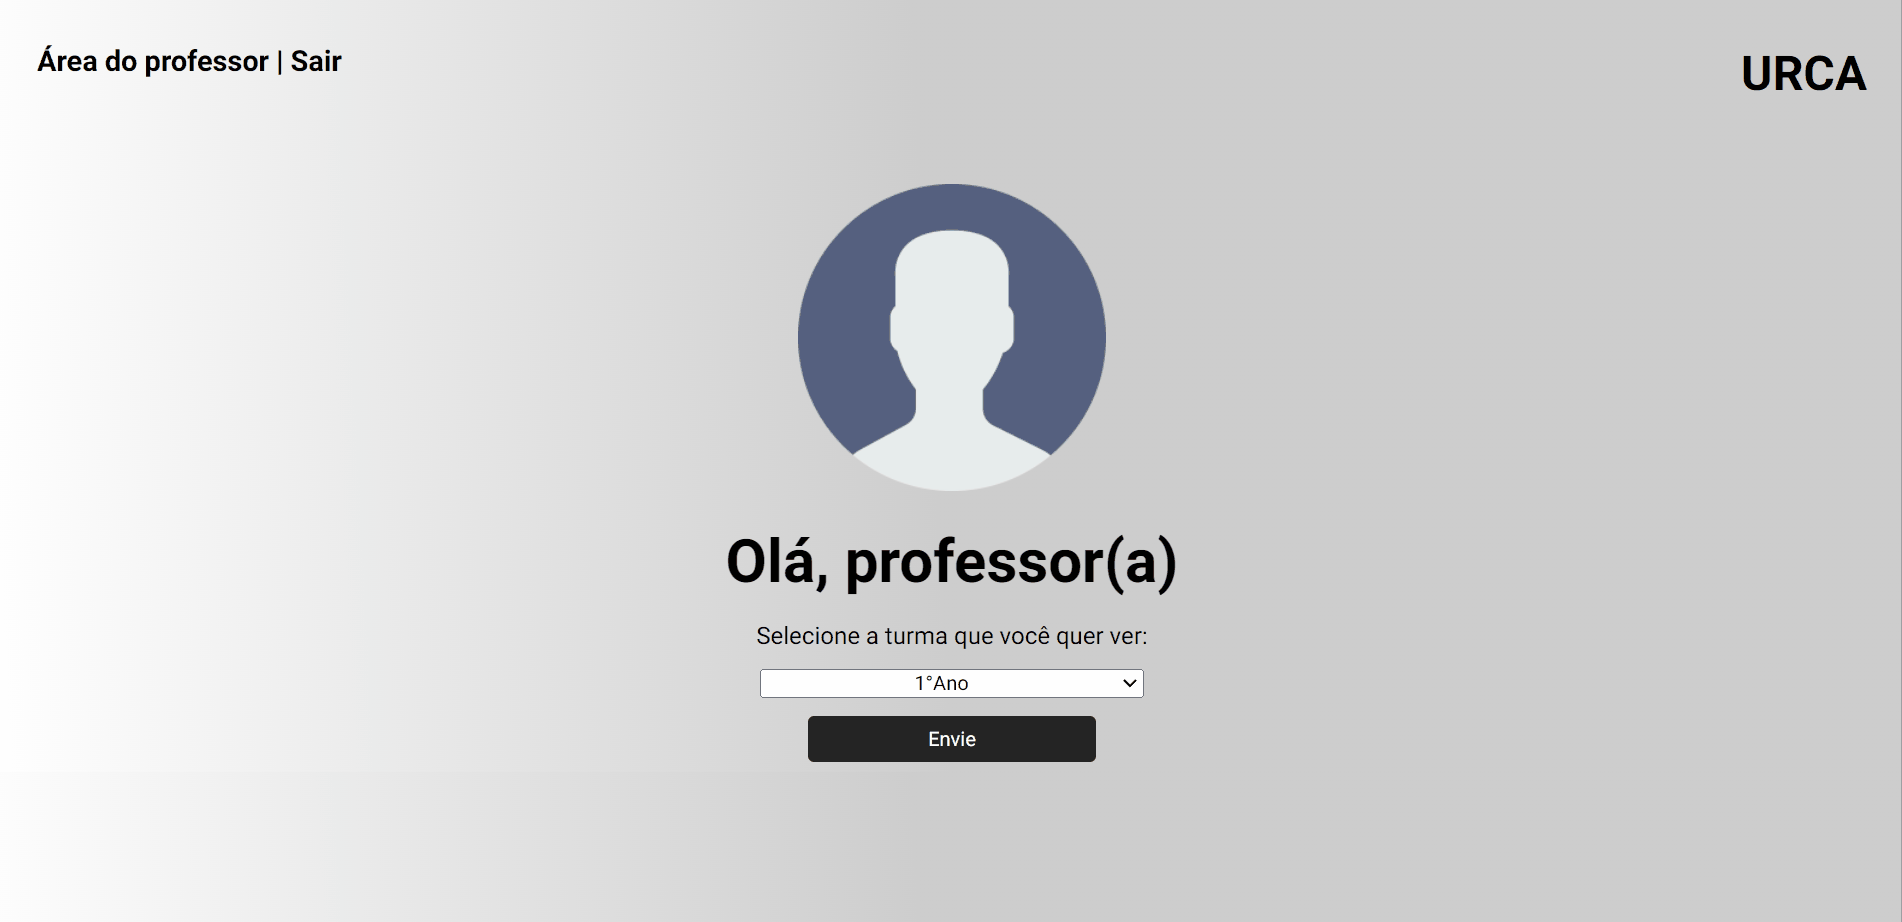 Área do professor | Sair
URCA
Olá, professor(a)
Selecione a turma que você quer ver:
1°Ano
Envie